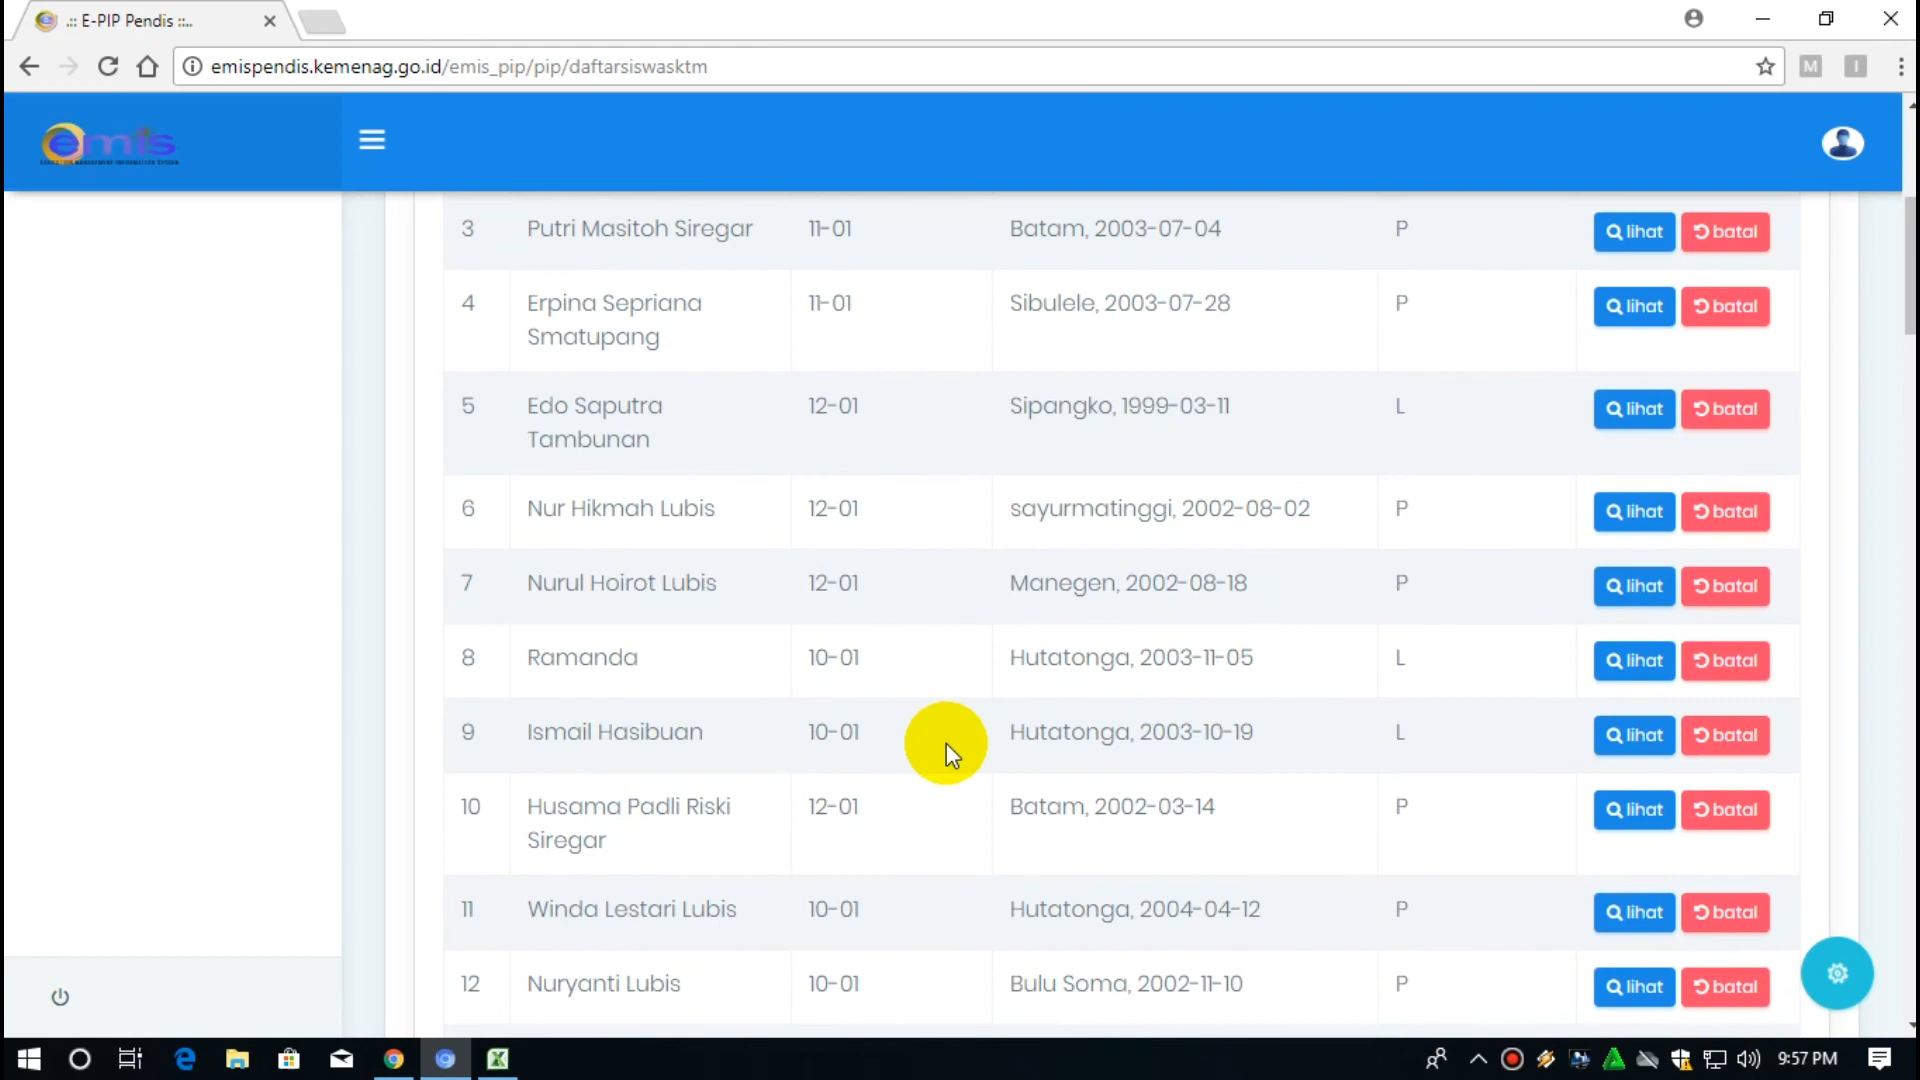 .:: E-PIP Pendis ::..
emispendis.kemenag.go.id/emis_pip/pip/daftarsiswasktm
M
I
emis
EDUCATION MANAGEMENT INFORMATION SYSTEM
3 Putri Masitoh Siregar 11-01 Batam, 2003-07-04 P lihat batal
4 Erpina Sepriana 11-01 Sibulele, 2003-07-28 P lihat batal
Smatupang
5 Edo Saputra 12-01 Sipangko, 1999-03-11 L lihat batal
Tambunan
6 Nur Hikmah Lubis 12-01 sayurmatinggi, 2002-08-02 P lihat batal
7 Nurul Hoirot Lubis 12-01 Manegen, 2002-08-18 P lihat batal
8 Ramanda 10-01 Hutatonga, 2003-11-05 L lihat batal
9 Ismail Hasibuan 10-01 Hutatonga, 2003-10-19 L lihat batal
10 Husama Padli Riski 12-01 Batam, 2002-03-14 P lihat batal
Siregar
11 Winda Lestari Lubis 10-01 Hutatonga, 2004-04-12 P lihat batal
12 Nuryanti Lubis 10-01 Bulu Soma, 2002-11-10 P lihat batal
9:57 PM